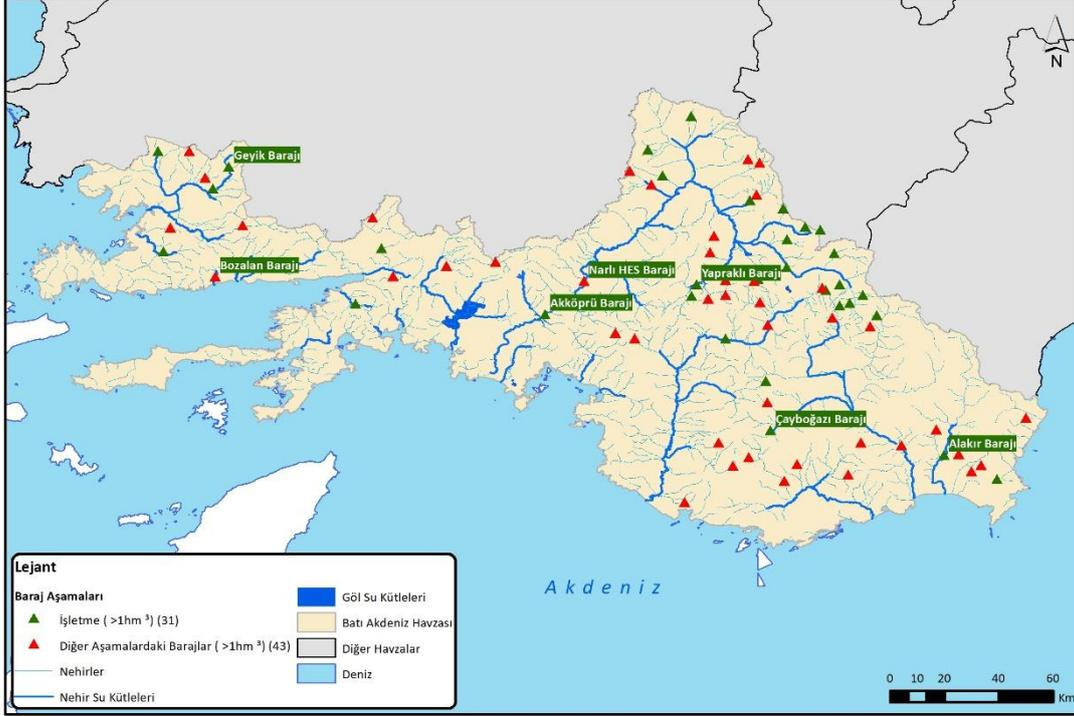 N
Geyik Barajı
Bozalan Barajı
Narlı HES Barajı
Yapraklı Barajı
Akköprü Barajı
Çayboğazı Barajı
Alakır Barajı
Akdeniz
Lejant
Baraj Aşamaları
İşletme ( >1hm ³) (31)
Diğer Aşamalardaki Barajlar ( >1hm ³) (43)
Nehirler
Nehir Su Kütleleri
Göl Su Kütleleri
Batı Akdeniz Havzası
Diğer Havzalar
Deniz
0 10 20 40 60
Km